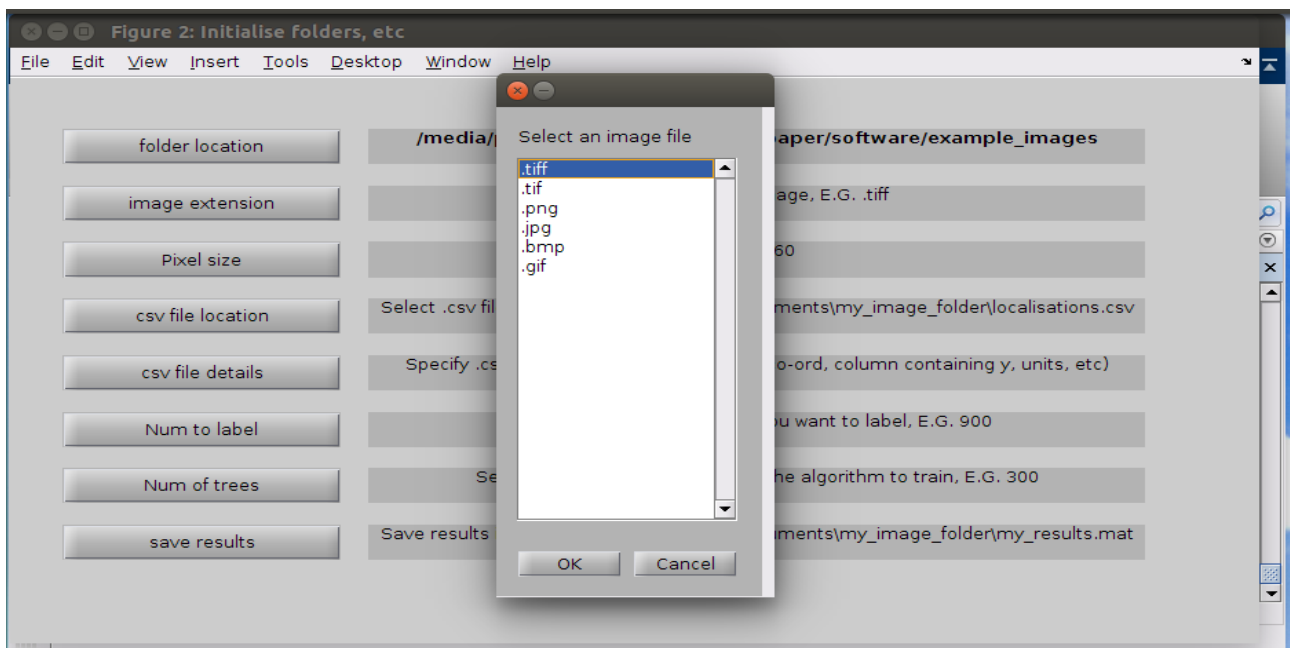 Figure 2: Initialise folders, etc
File Edit View Insert Tools Desktop Window Help
folder location
/media/
aper/software/example_images
image extension
age, E.G. .tiff
Pixel size
60
csv file location
Select .csv fil
ments\my_image_folder\localisations.csv
csv file details
Specify .cs
o-ord, column containing y, units, etc)
Num to label
ou want to label, E.G. 900
Num of trees
Se
he algorithm to train, E.G. 300
save results
Save results
ments\my_image_folder\my_results.mat
Select an image file
.tiff
.tif
.png
.jpg
.bmp
.gif
OK Cancel